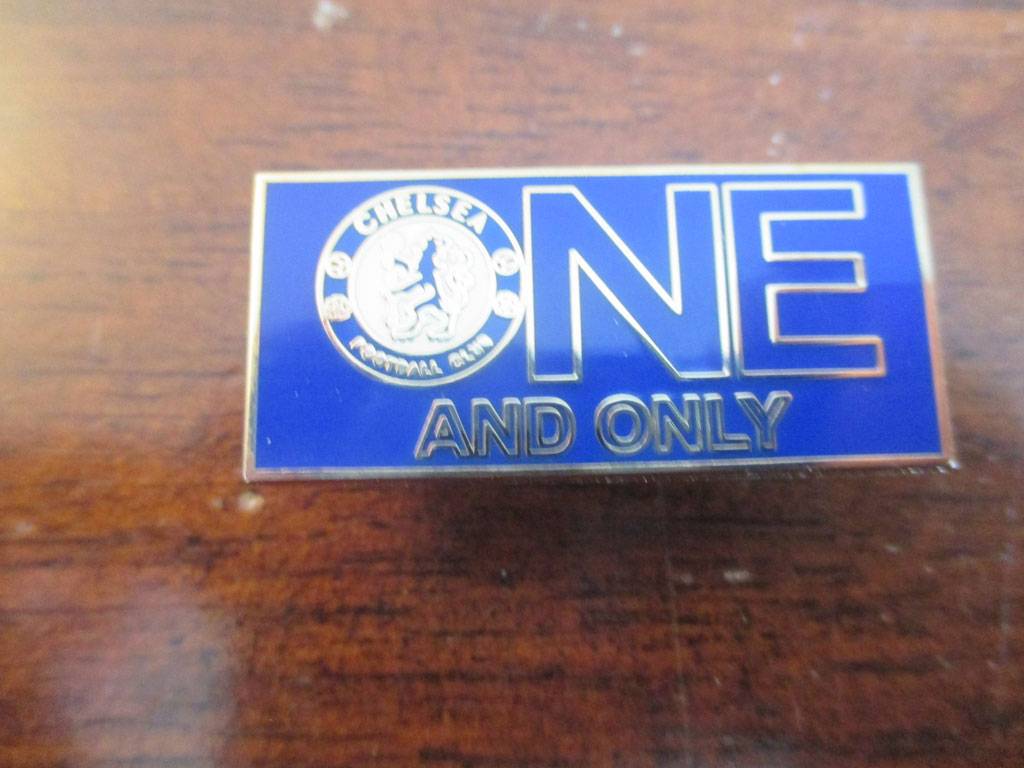 CHELSEA
FOOTBALL CLUB
NE
AND ONLY